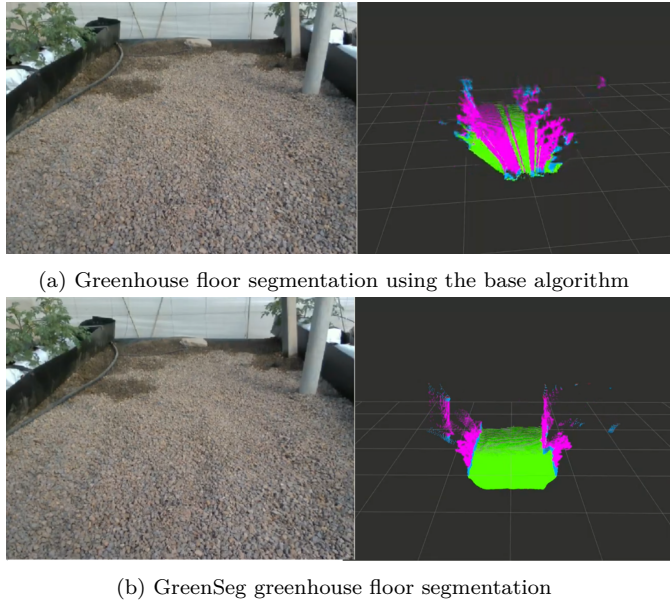 (a) Greenhouse floor segmentation using the base algorithm
(b) GreenSeg greenhouse floor segmentation